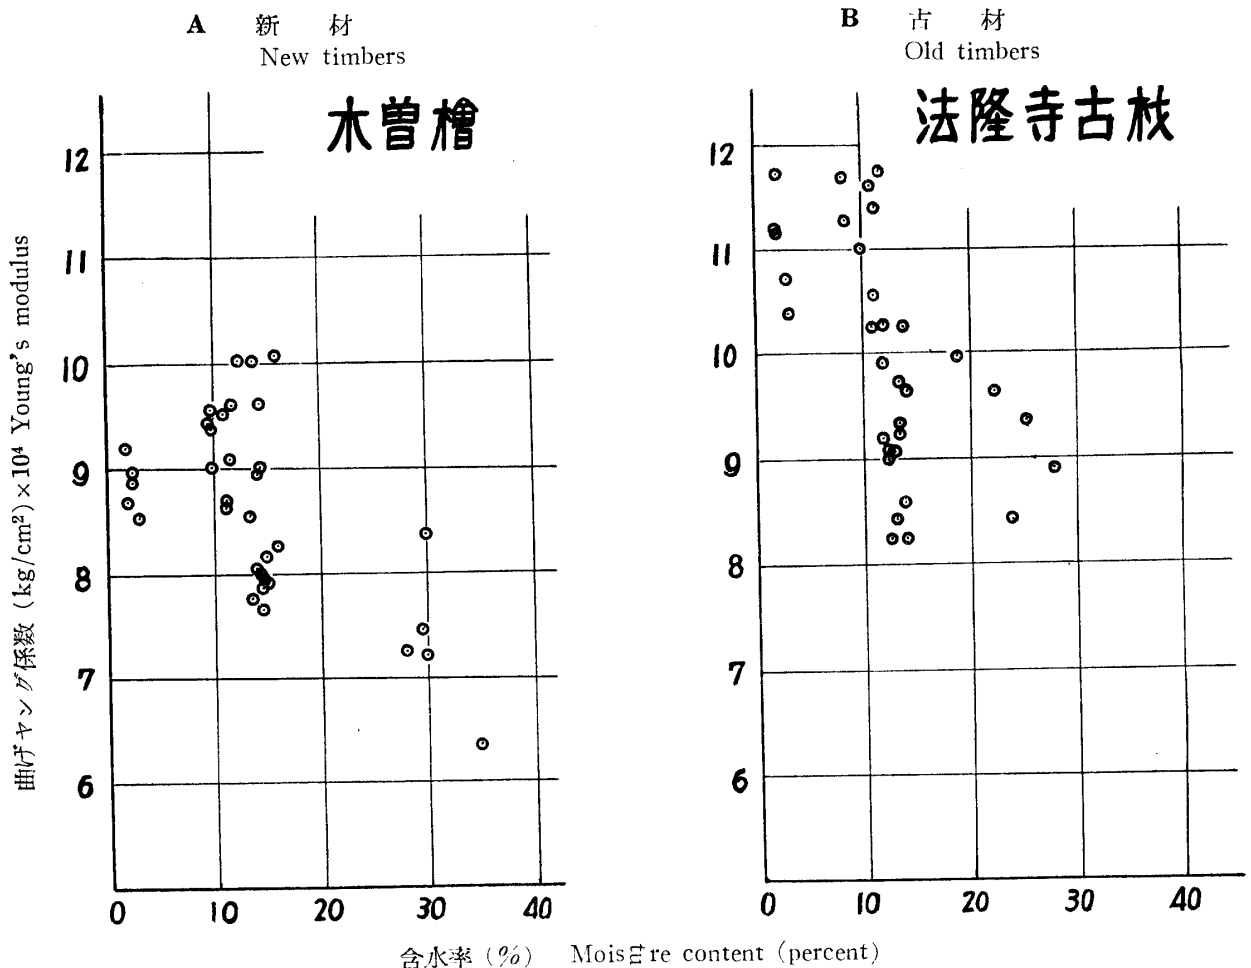 A 新 材
New timbers
木曽檜
B 古 材
Old timbers
法隆寺古材
曲げヤング係数 (kg/cm²)×10⁴ Young's modulus
12
11
10
9
8
7
6
0 10 20 30 40
12
11
10
9
8
7
6
0 10 20 30 40
含水率 (%) Moisture content (percent)